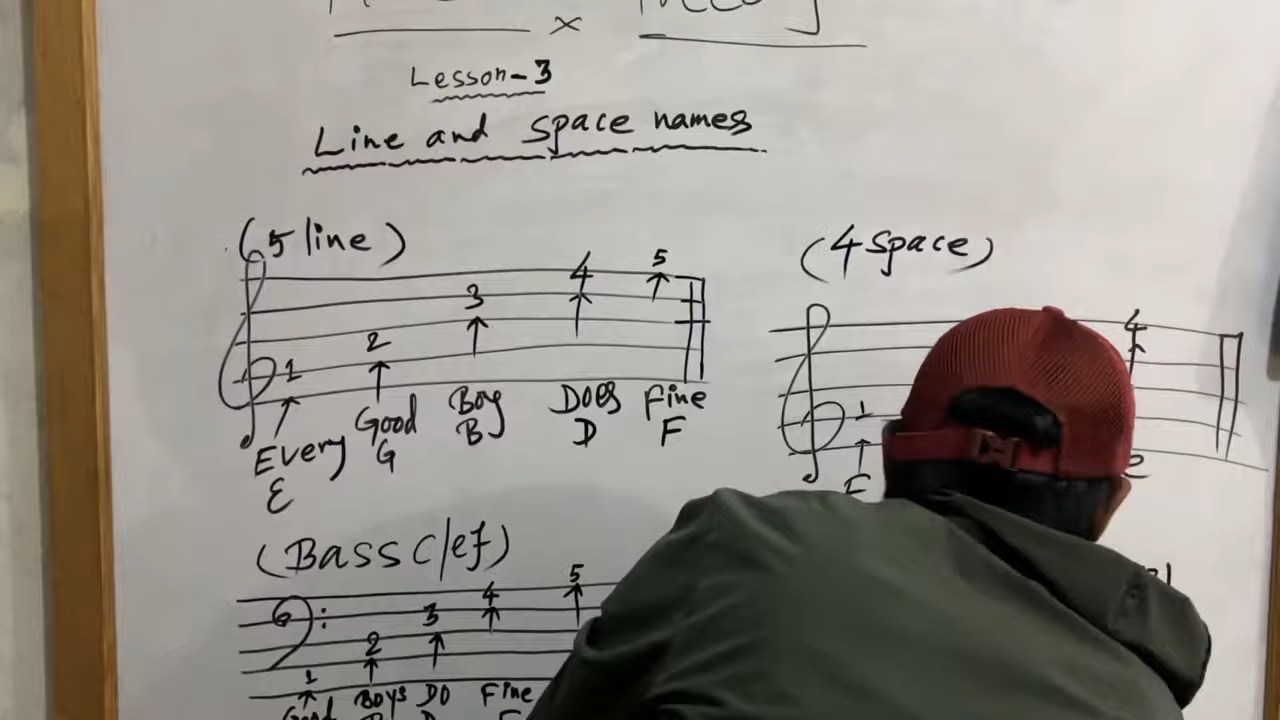 ×
Lesson-3
Line and space names
(5 line)
1 2 3 4 5
Every Good Boy Does Fine
E G B D F
(4 space)
1 4
F e
(Bass Clef)
1 2 3 4 5
Good Boys DO Fine